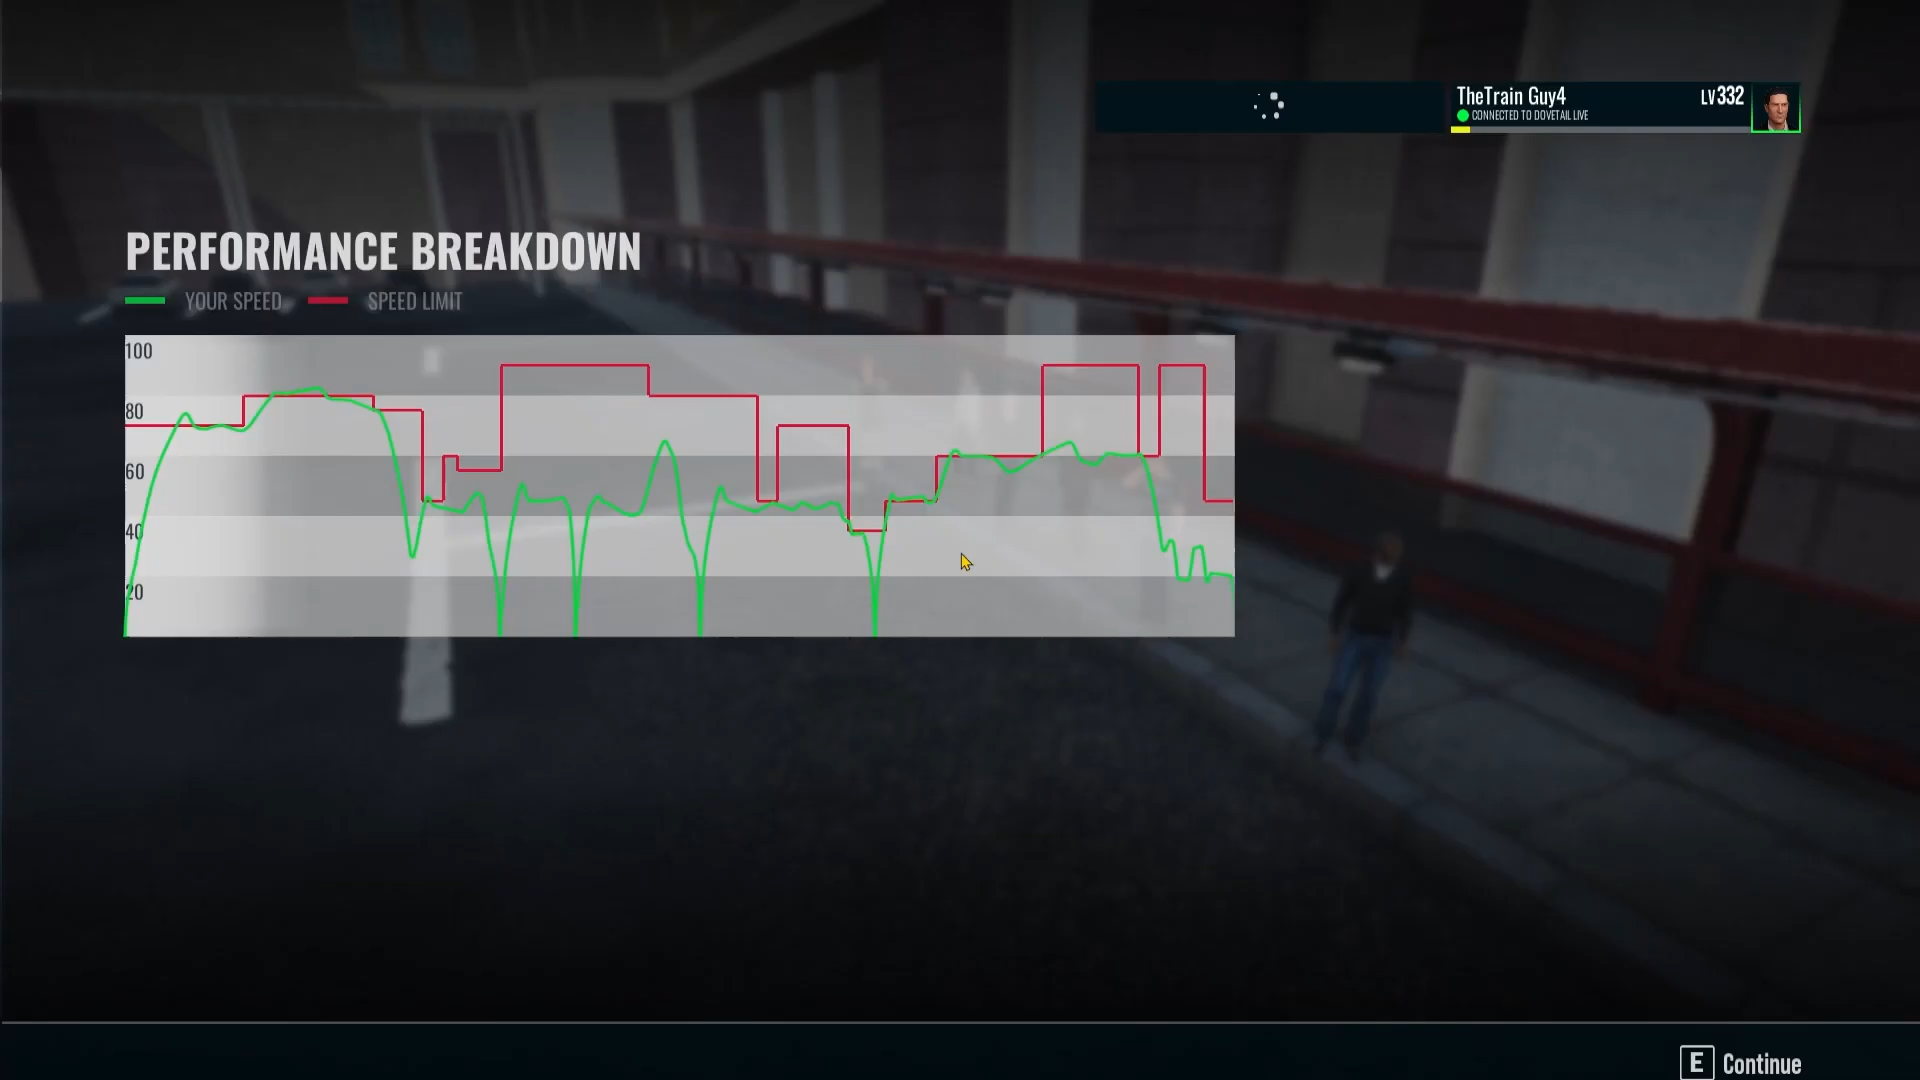 TheTrain Guy4 LV332
CONNECTED TO DOVETAIL LIVE
PERFORMANCE BREAKDOWN
YOUR SPEED SPEED LIMIT
100
80
60
40
20
E Continue